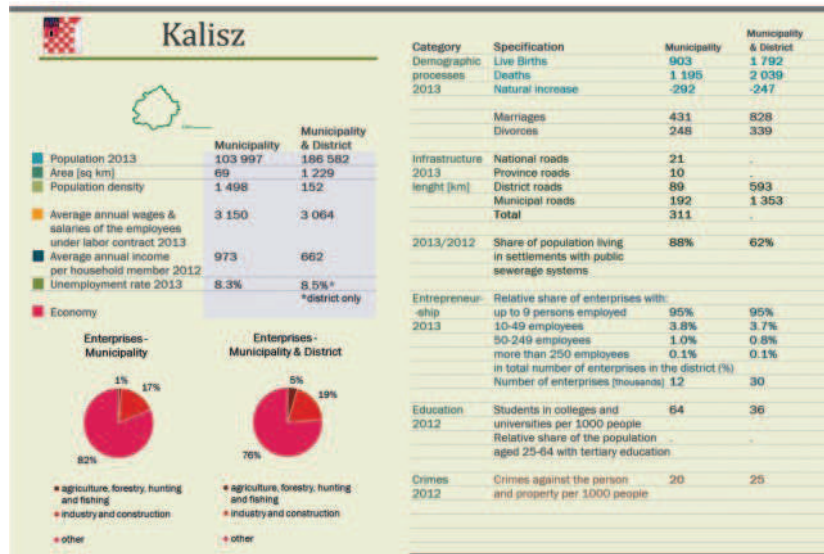 Kalisz
Municipality
Municipality & District
Population 2013 103 997 186 582
Area [sq km] 69 1 229
Population density 1 498 152
Average annual wages & 3 150 3 064
salaries of the employees
under labor contract 2013
Average annual income 973 662
per household member 2012
Unemployment rate 2013 8.3% 8.5%*
*district only
Economy
Enterprises-
Municipality
1%
17%
82%
agriculture, forestry, hunting
and fishing
industry and construction
other
Enterprises-
Municipality & District
5%
19%
76%
agriculture, forestry, hunting
and fishing
industry and construction
other
Municipality
Category Specification Municipality & District
Demographic Live Births 903 1 792
processes Deaths 1 195 2 039
2013 Natural increase -292 -247
Marriages 431 828
Divorces 248 339
Infrastructure National roads 21 .
2013 Province roads 10 .
lenght [km] District roads 89 593
Municipal roads 192 1 353
Total 311 .
2013/2012 Share of population living 88% 62%
in settlements with public
sewerage systems
Entrepreneur- Relative share of enterprises with:
-ship up to 9 persons employed 95% 95%
2013 10-49 employees 3.8% 3.7%
50-249 employees 1.0% 0.8%
more than 250 employees 0.1% 0.1%
in total number of enterprises in the district (%)
Number of enterprises [thousands] 12 30
Education Students in colleges and 64 36
2012 universities per 1000 people
Relative share of the population . .
aged 25-64 with tertiary education
Crimes Crimes against the person 20 25
2012 and property per 1000 people